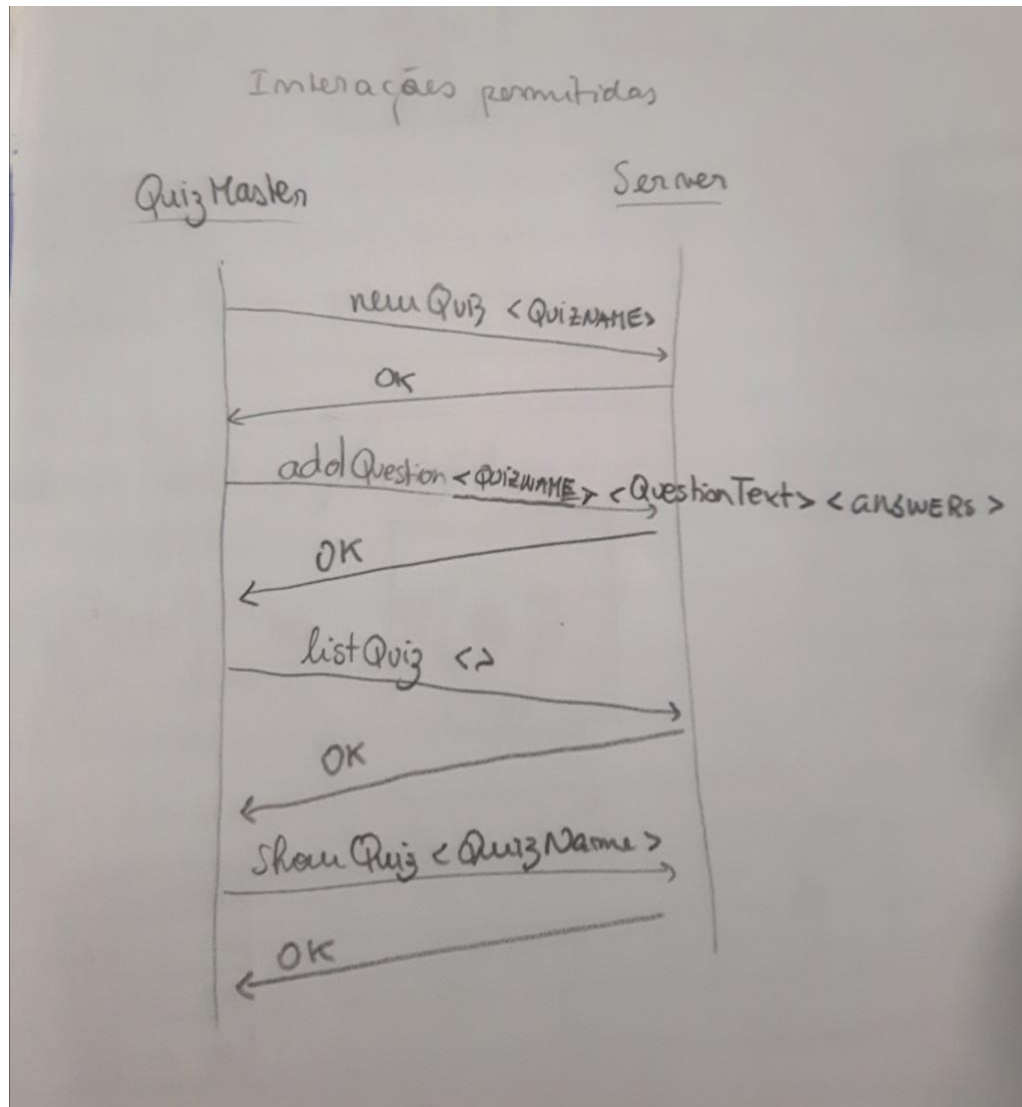 Interações permitidas
QuizMaster
Server
newQuiz <QUIZNAME>
OK
addQuestion <QUIZNAME> <QuestionText> <ANSWERs>
OK
listQuiz <>
OK
ShowQuiz <QuizName>
OK